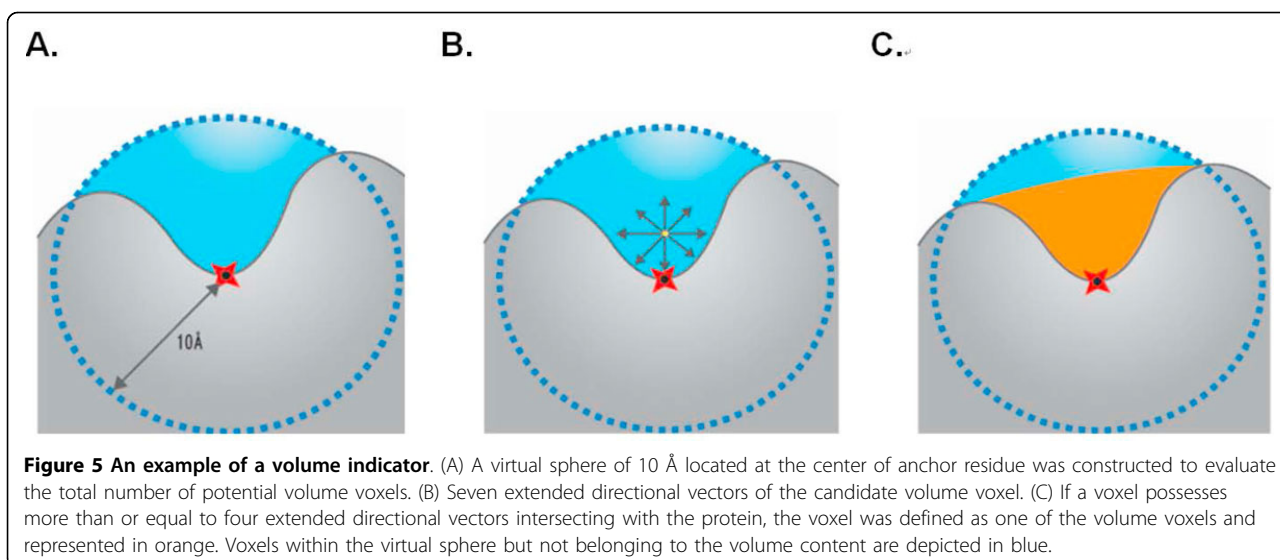 A.
B.
C.
10Å
Figure 5 An example of a volume indicator. (A) A virtual sphere of 10 Å located at the center of anchor residue was constructed to evaluate
the total number of potential volume voxels. (B) Seven extended directional vectors of the candidate volume voxel. (C) If a voxel possesses
more than or equal to four extended directional vectors intersecting with the protein, the voxel was defined as one of the volume voxels and
represented in orange. Voxels within the virtual sphere but not belonging to the volume content are depicted in blue.